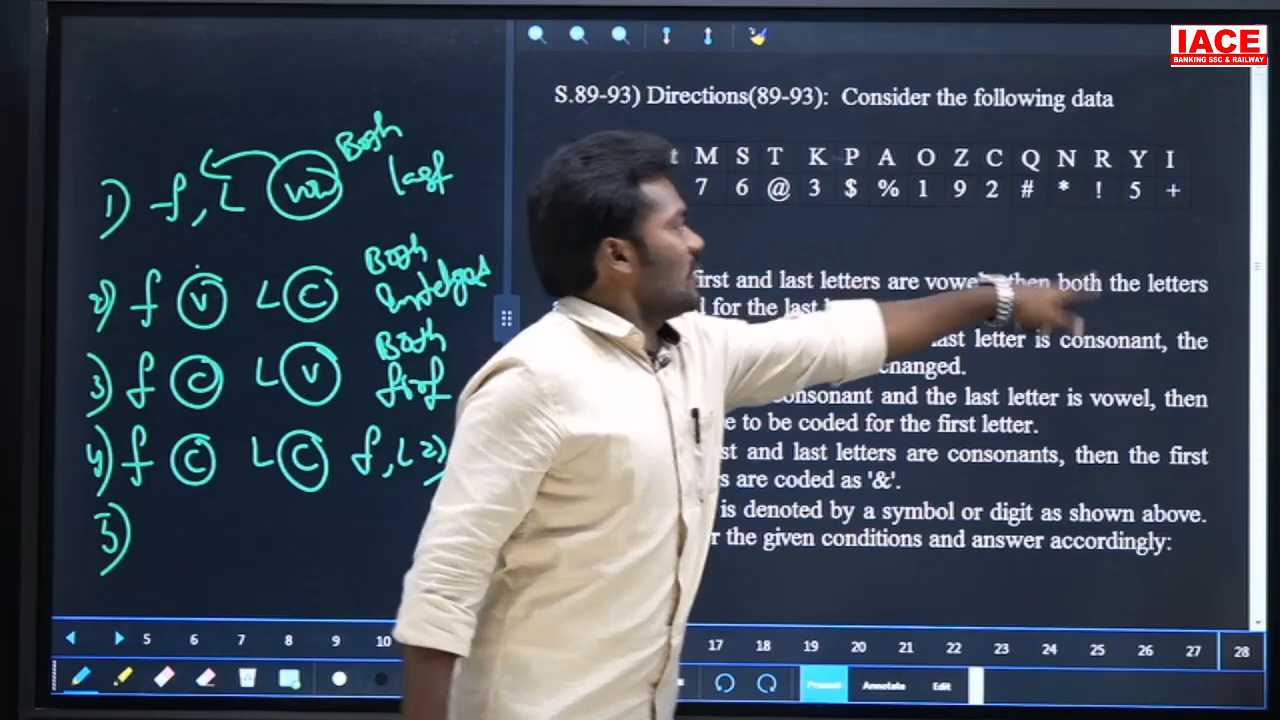 IACE
BANKING SSC & RAILWAY
S.89-93) Directions(89-93): Consider the following data
t M S T K P A O Z C Q N R Y I
7 6 @ 3 $ % 1 9 2 # * ! 5 +
irst and last letters are vowel, then both the letters
for the last
last letter is consonant, the
changed.
consonant and the last letter is vowel, then
e to be coded for the first letter.
st and last letters are consonants, then the first
s are coded as '&'.
is denoted by a symbol or digit as shown above.
r the given conditions and answer accordingly:
1) f, L Both last
2) f V L C Both
3) f C L V Both
4) f C L C f, L
5)
5 6 7 8 9 10 17 18 19 20 21 22 23 24 25 26 27 28
Present Annotate Edit